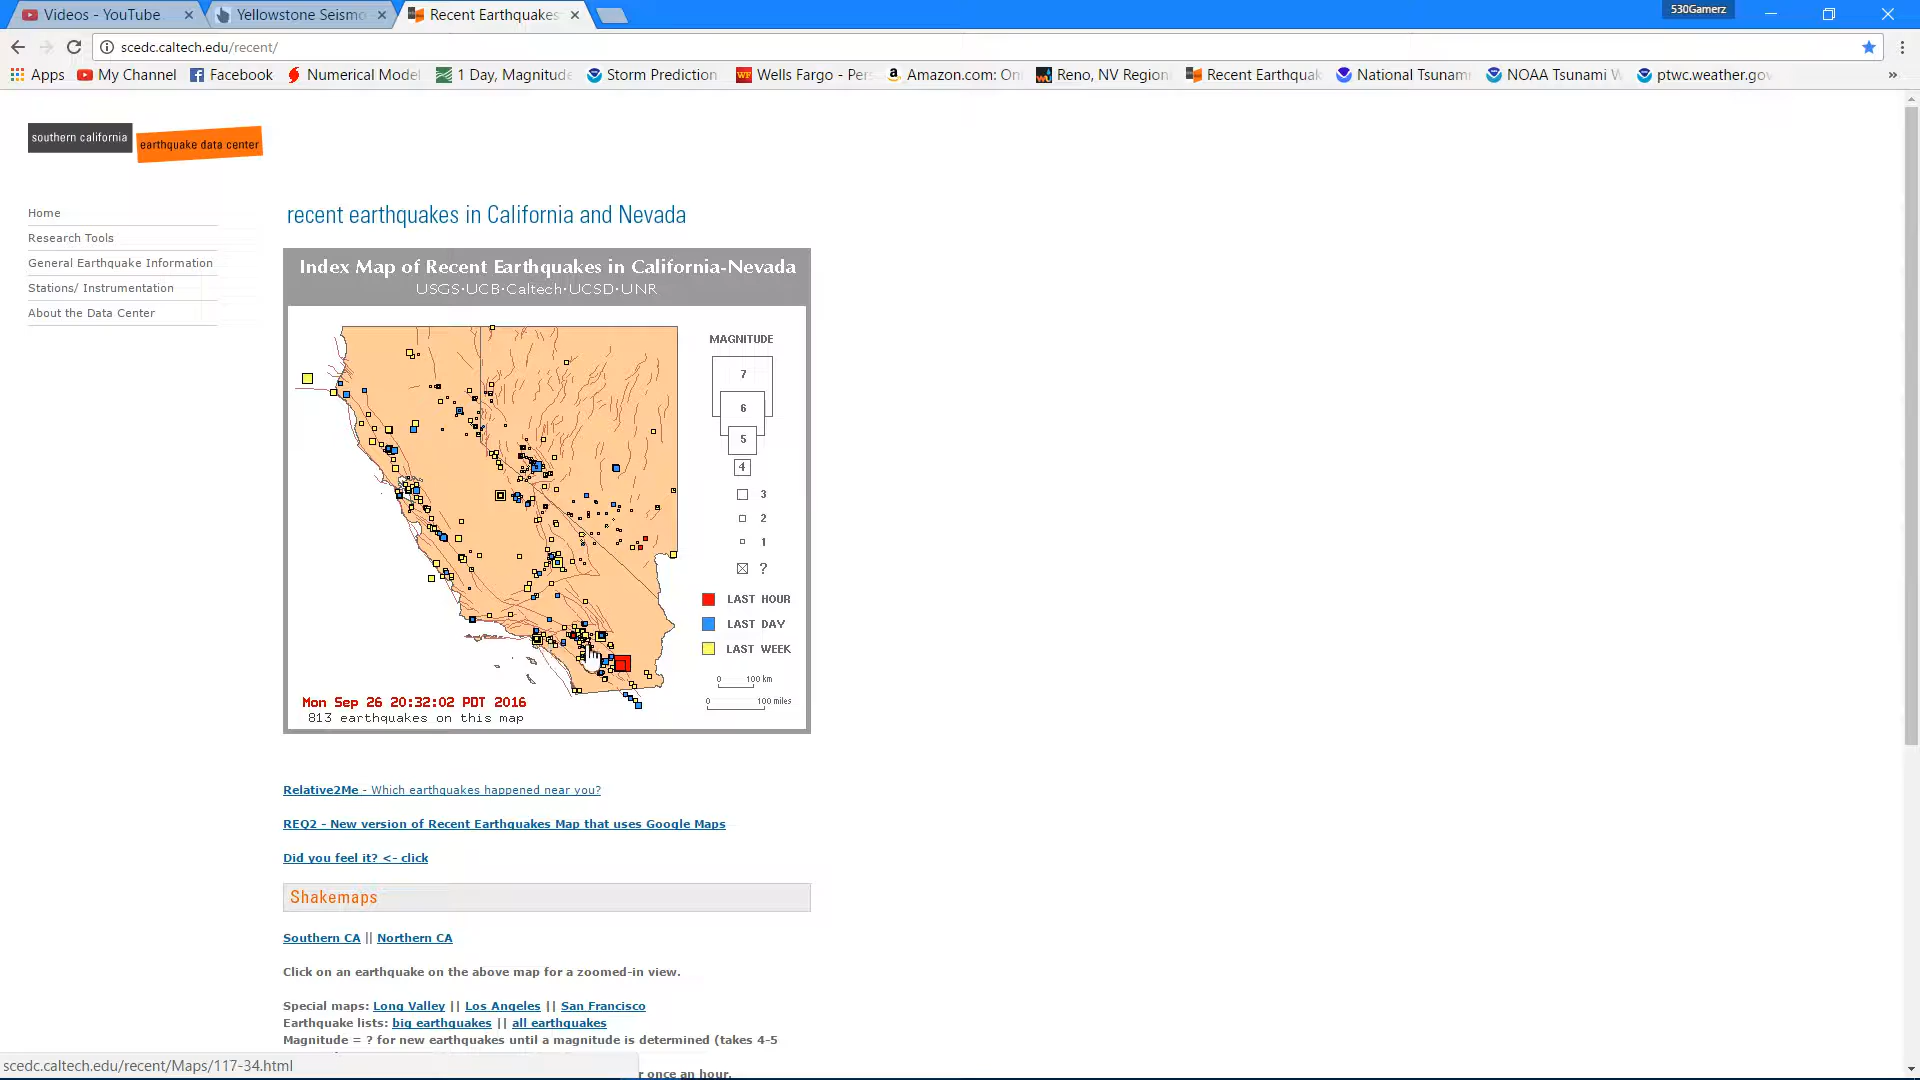 Videos - YouTube
Yellowstone Seismo
Recent Earthquakes
530Gamerz
scedc.caltech.edu/recent/
Apps
My Channel
Facebook
Numerical Model
1 Day, Magnitud
Storm Prediction
Wells Fargo - Per
Amazon.com: On
Reno, NV Region
Recent Earthqua
National Tsunam
NOAA Tsunami W
ptwc.weather.gov
»
southern california
earthquake data center
Home
Research Tools
General Earthquake Information
Stations/ Instrumentation
About the Data Center
recent earthquakes in California and Nevada
Index Map of Recent Earthquakes in California-Nevada
USGS·UCB·Caltech·UCSD·UNR
MAGNITUDE
7
6
5
4
3
2
1
?
LAST HOUR
LAST DAY
LAST WEEK
0 100 km
0 100 miles
Mon Sep 26 20:32:02 PDT 2016
813 earthquakes on this map
Relative2Me - Which earthquakes happened near you?
REQ2 - New version of Recent Earthquakes Map that uses Google Maps
Did you feel it? <- click
Shakemaps
Southern CA || Northern CA
Click on an earthquake on the above map for a zoomed-in view.
Special maps: Long Valley || Los Angeles || San Francisco
Earthquake lists: big earthquakes || all earthquakes
Magnitude = ? for new earthquakes until a magnitude is determined (takes 4-5
r once an hour.
scedc.caltech.edu/recent/Maps/117-34.html